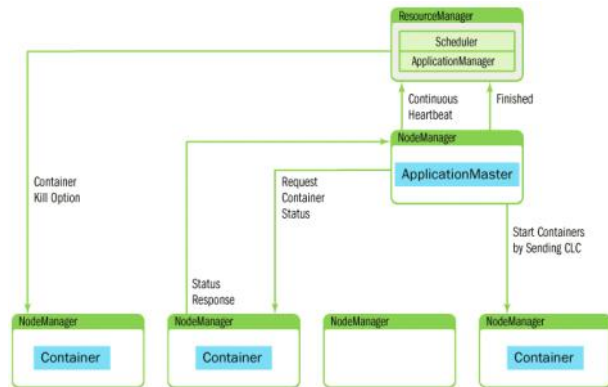 ResourceManager
Scheduler
ApplicationManager
Continuous
Heartbeat
Finished
NodeManager
ApplicationMaster
Container
Kill Option
Request
Container
Status
Start Containers
by Sending CLC
Status
Response
NodeManager
Container
NodeManager
Container
NodeManager
NodeManager
Container